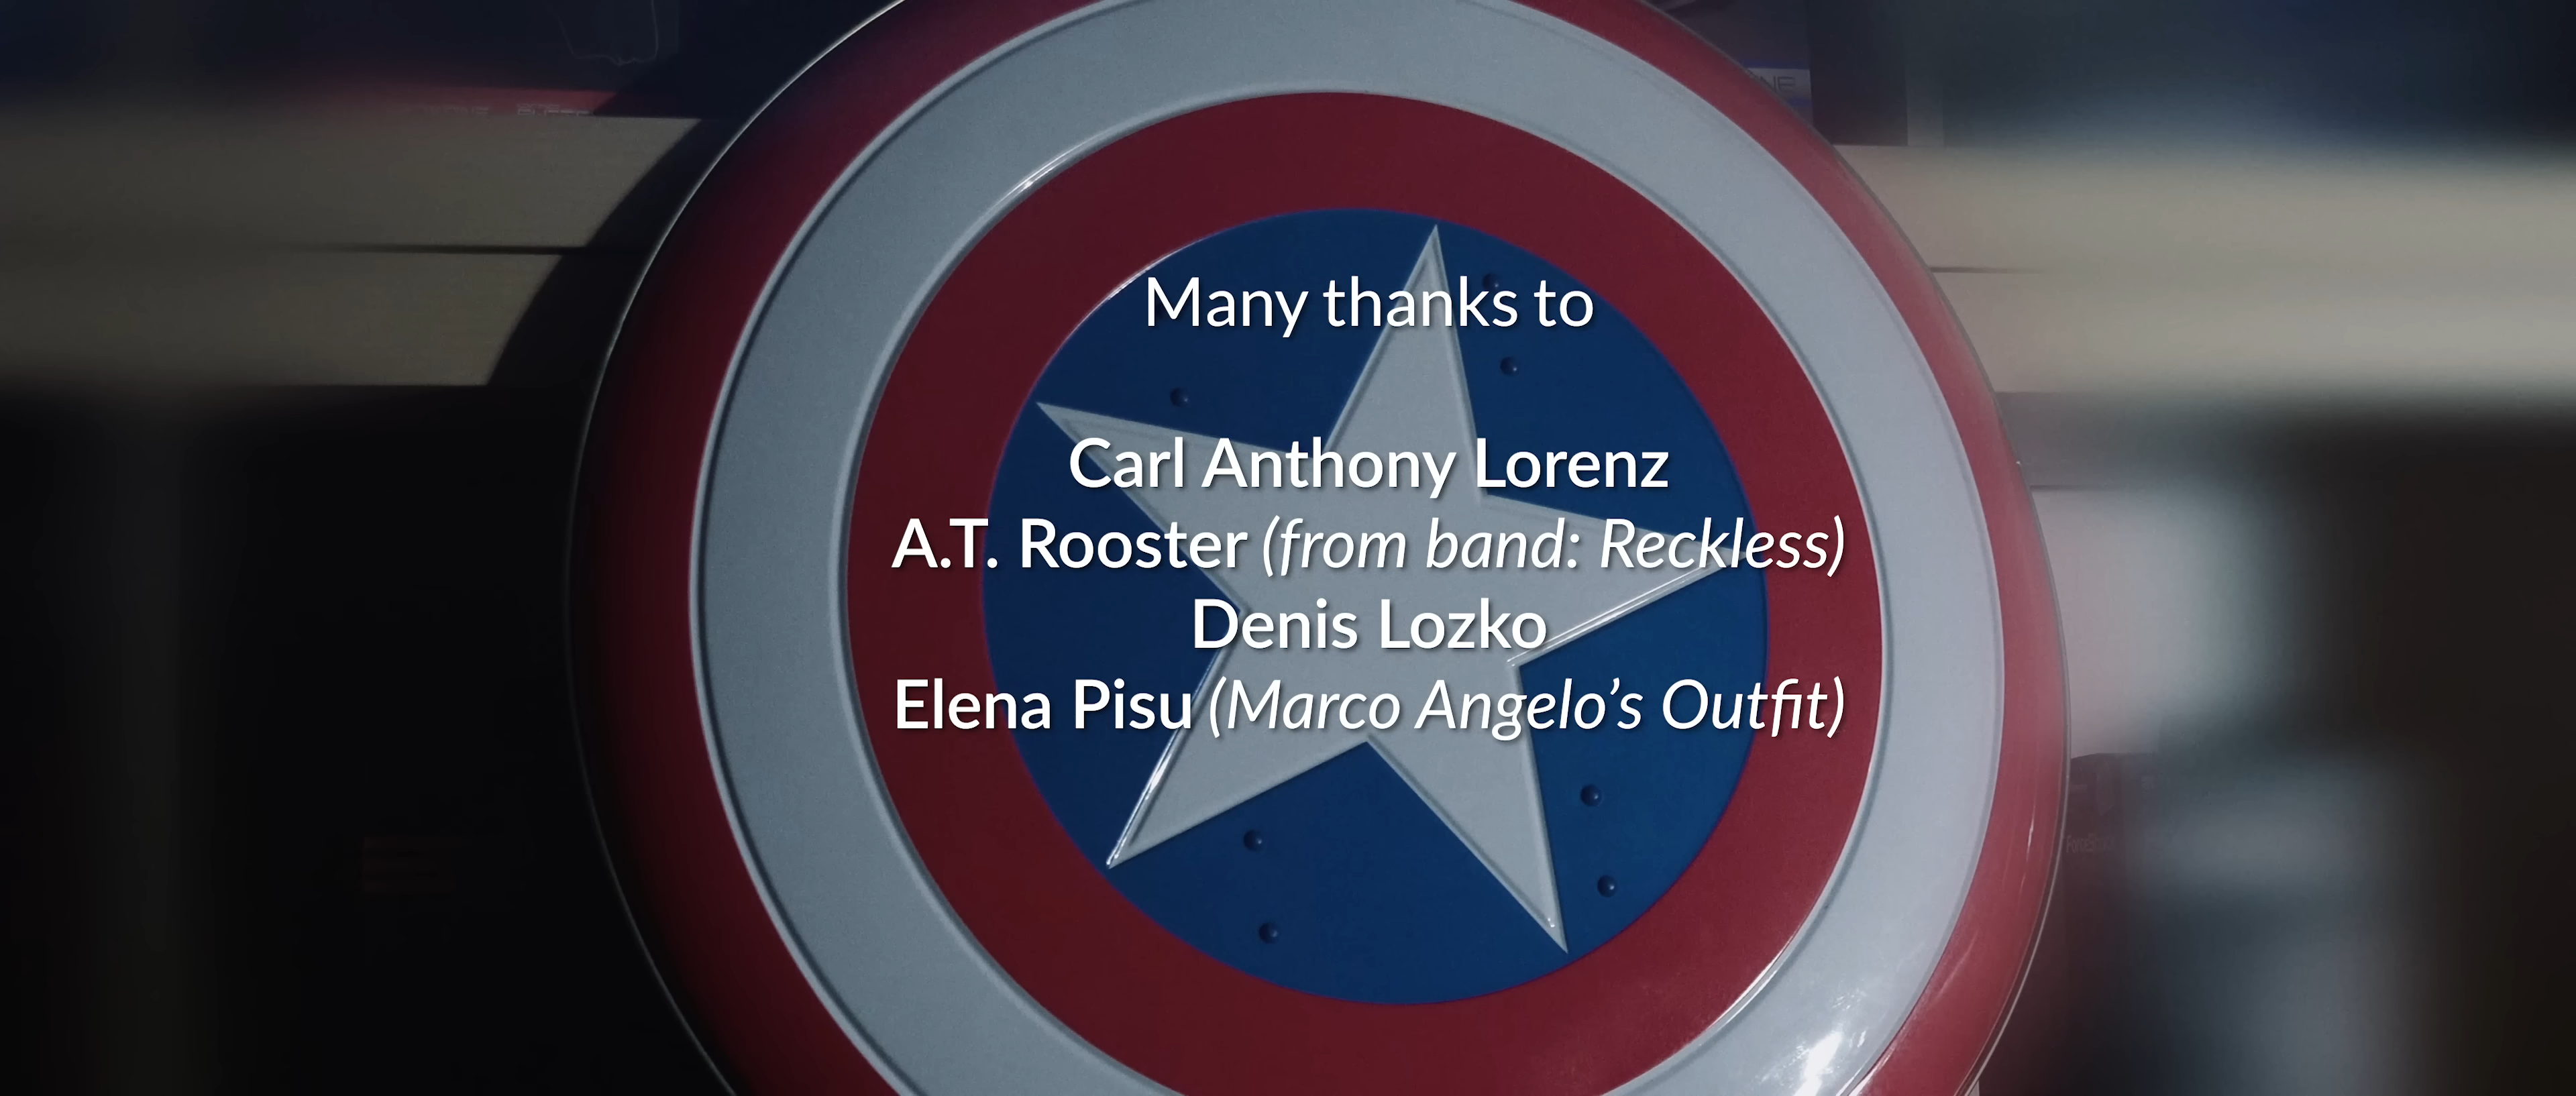 Many thanks to
Carl Anthony Lorenz
A.T. Rooster (from band: Reckless)
Denis Lozko
Elena Pisu (Marco Angelo’s Outfit)